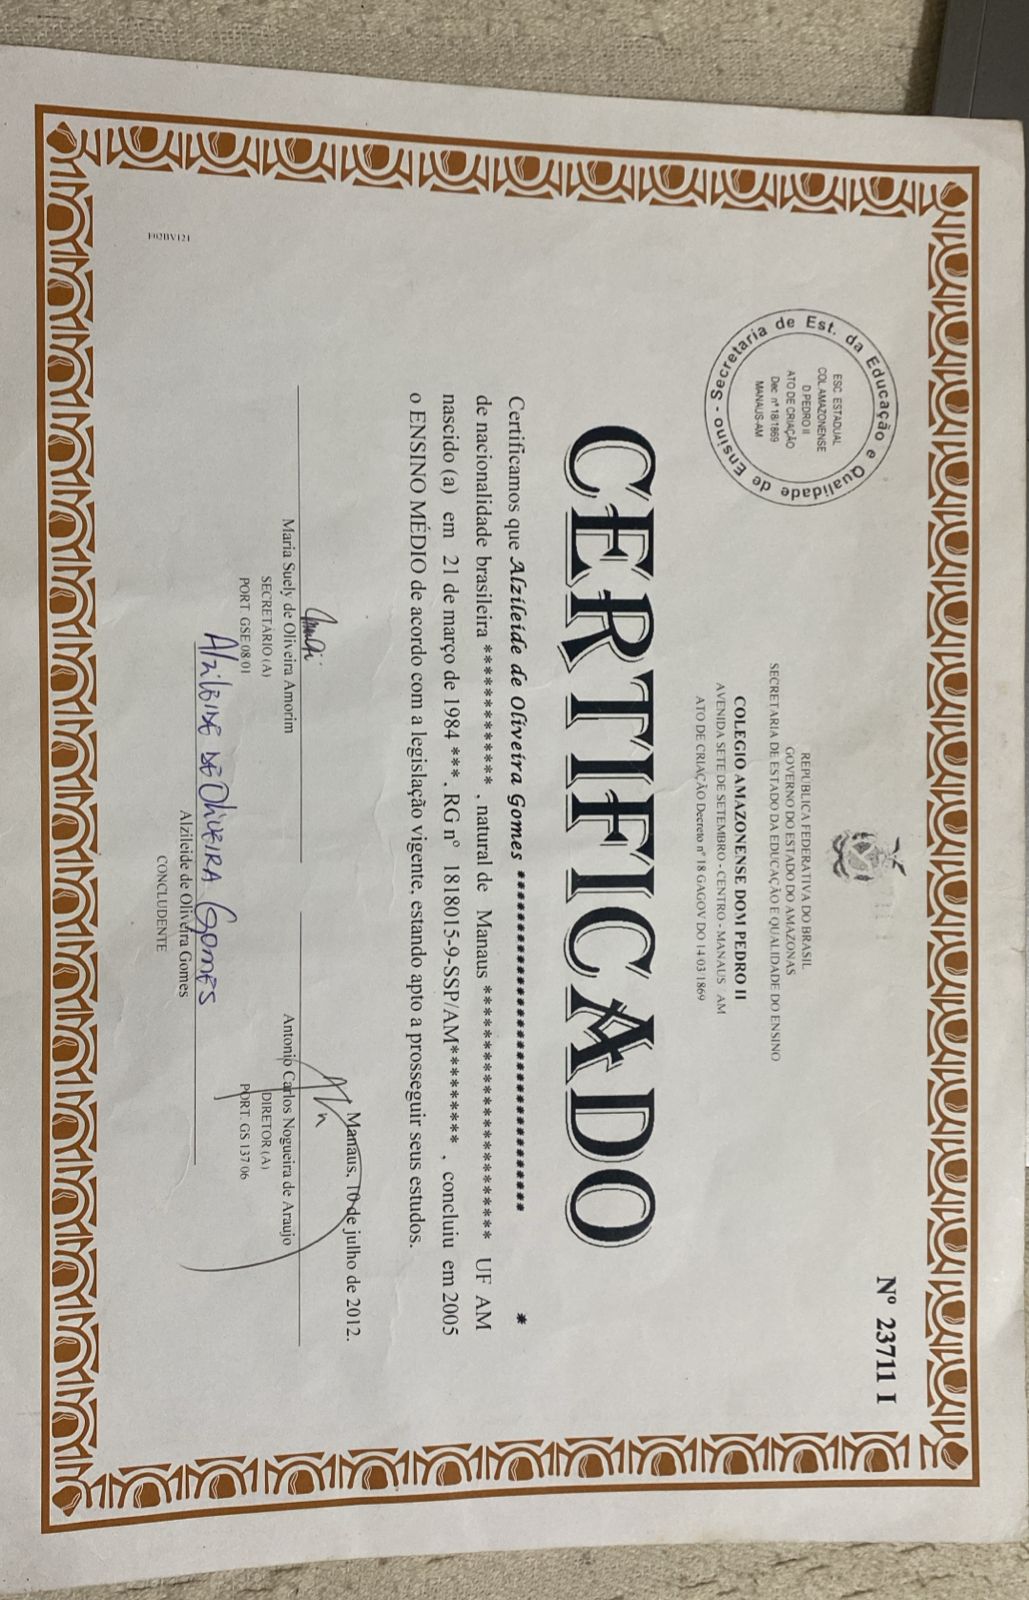 Nº 23711 I
REPÚBLICA FEDERATIVA DO BRASIL
GOVERNO DO ESTADO DO AMAZONAS
SECRETARIA DE ESTADO DA EDUCAÇÃO E QUALIDADE DO ENSINO
COLEGIO AMAZONENSE DOM PEDRO II
AVENIDA SETE DE SETEMBRO - CENTRO - MANAUS AM
ATO DE CRIAÇÃO Decreto nº 18 GAGOV DO 14 03 1869
Secretaria de Est. da Educação e Qualidade de Ensino -
ESC. ESTADUAL
COL.AMAZONENSE
D.PEDRO II
ATO DE CRIAÇÃO
Dec nº 18/1869
MANAUS-AM
CERTIFICADO
Certificamos que Alzileide de Oliveira Gomes ************************************ *
de nacionalidade brasileira *************** , natural de Manaus ************************** UF AM
nascido (a) em 21 de março de 1984 *** , RG nº 1818015-9-SSP/AM********** , concluiu em 2005
o ENSINO MÉDIO de acordo com a legislação vigente, estando apto a prosseguir seus estudos.
Manaus, 10 de julho de 2012.
Maria Suely de Oliveira Amorim
SECRETÁRIO (A)
PORT. GSE 08 01
Antonio Carlos Nogueira de Araujo
DIRETOR (A)
PORT. GS 137 06
Alzileide de Oliveira Gomes
Alzileide de Oliveira Gomes
CONCLUDENTE